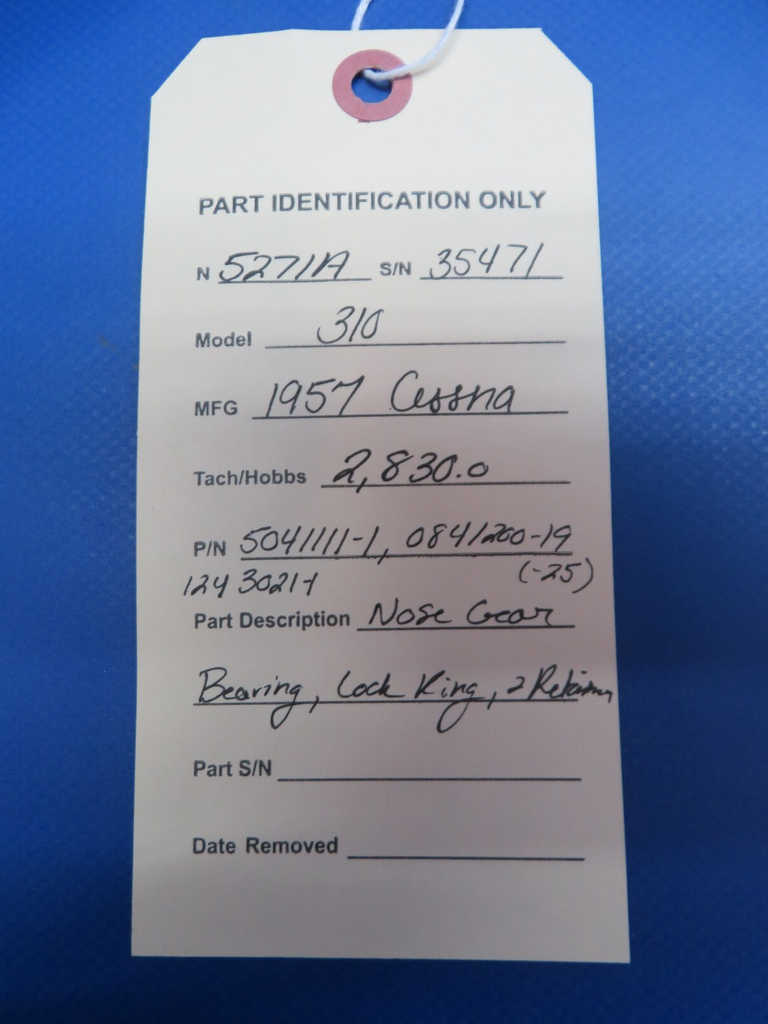 PART IDENTIFICATION ONLY
N 5271A S/N 35471
Model 310
MFG 1957 Cessna
Tach/Hobbs 2,830.0
P/N 5041111-1, 0841200-19
1243021-1 (-25)
Part Description Nose Gear
Bearing, Lock Ring, 2
Part S/N
Date Removed